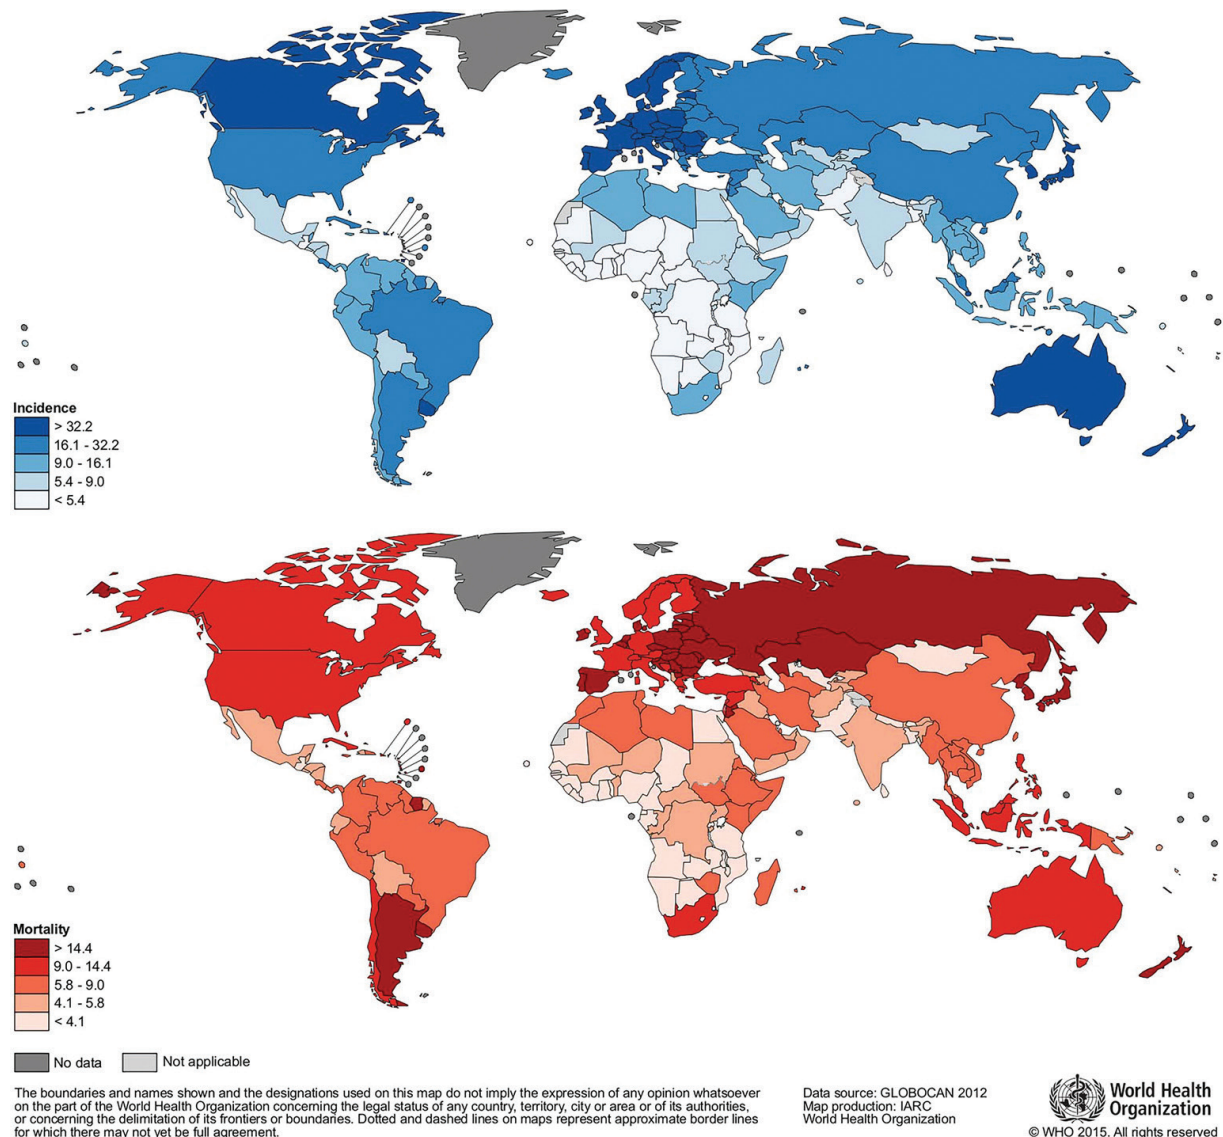 Incidence
> 32.2
16.1 - 32.2
9.0 - 16.1
5.4 - 9.0
< 5.4
Mortality
> 14.4
9.0 - 14.4
5.8 - 9.0
4.1 - 5.8
< 4.1
No data
Not applicable
The boundaries and names shown and the designations used on this map do not imply the expression of any opinion whatsoever
on the part of the World Health Organization concerning the legal status of any country, territory, city or area or of its authorities,
or concerning the delimitation of its frontiers or boundaries. Dotted and dashed lines on maps represent approximate border lines
for which there may not yet be full agreement.
Data source: GLOBOCAN 2012
Map production: IARC
World Health Organization
World Health
Organization
© WHO 2015. All rights reserved